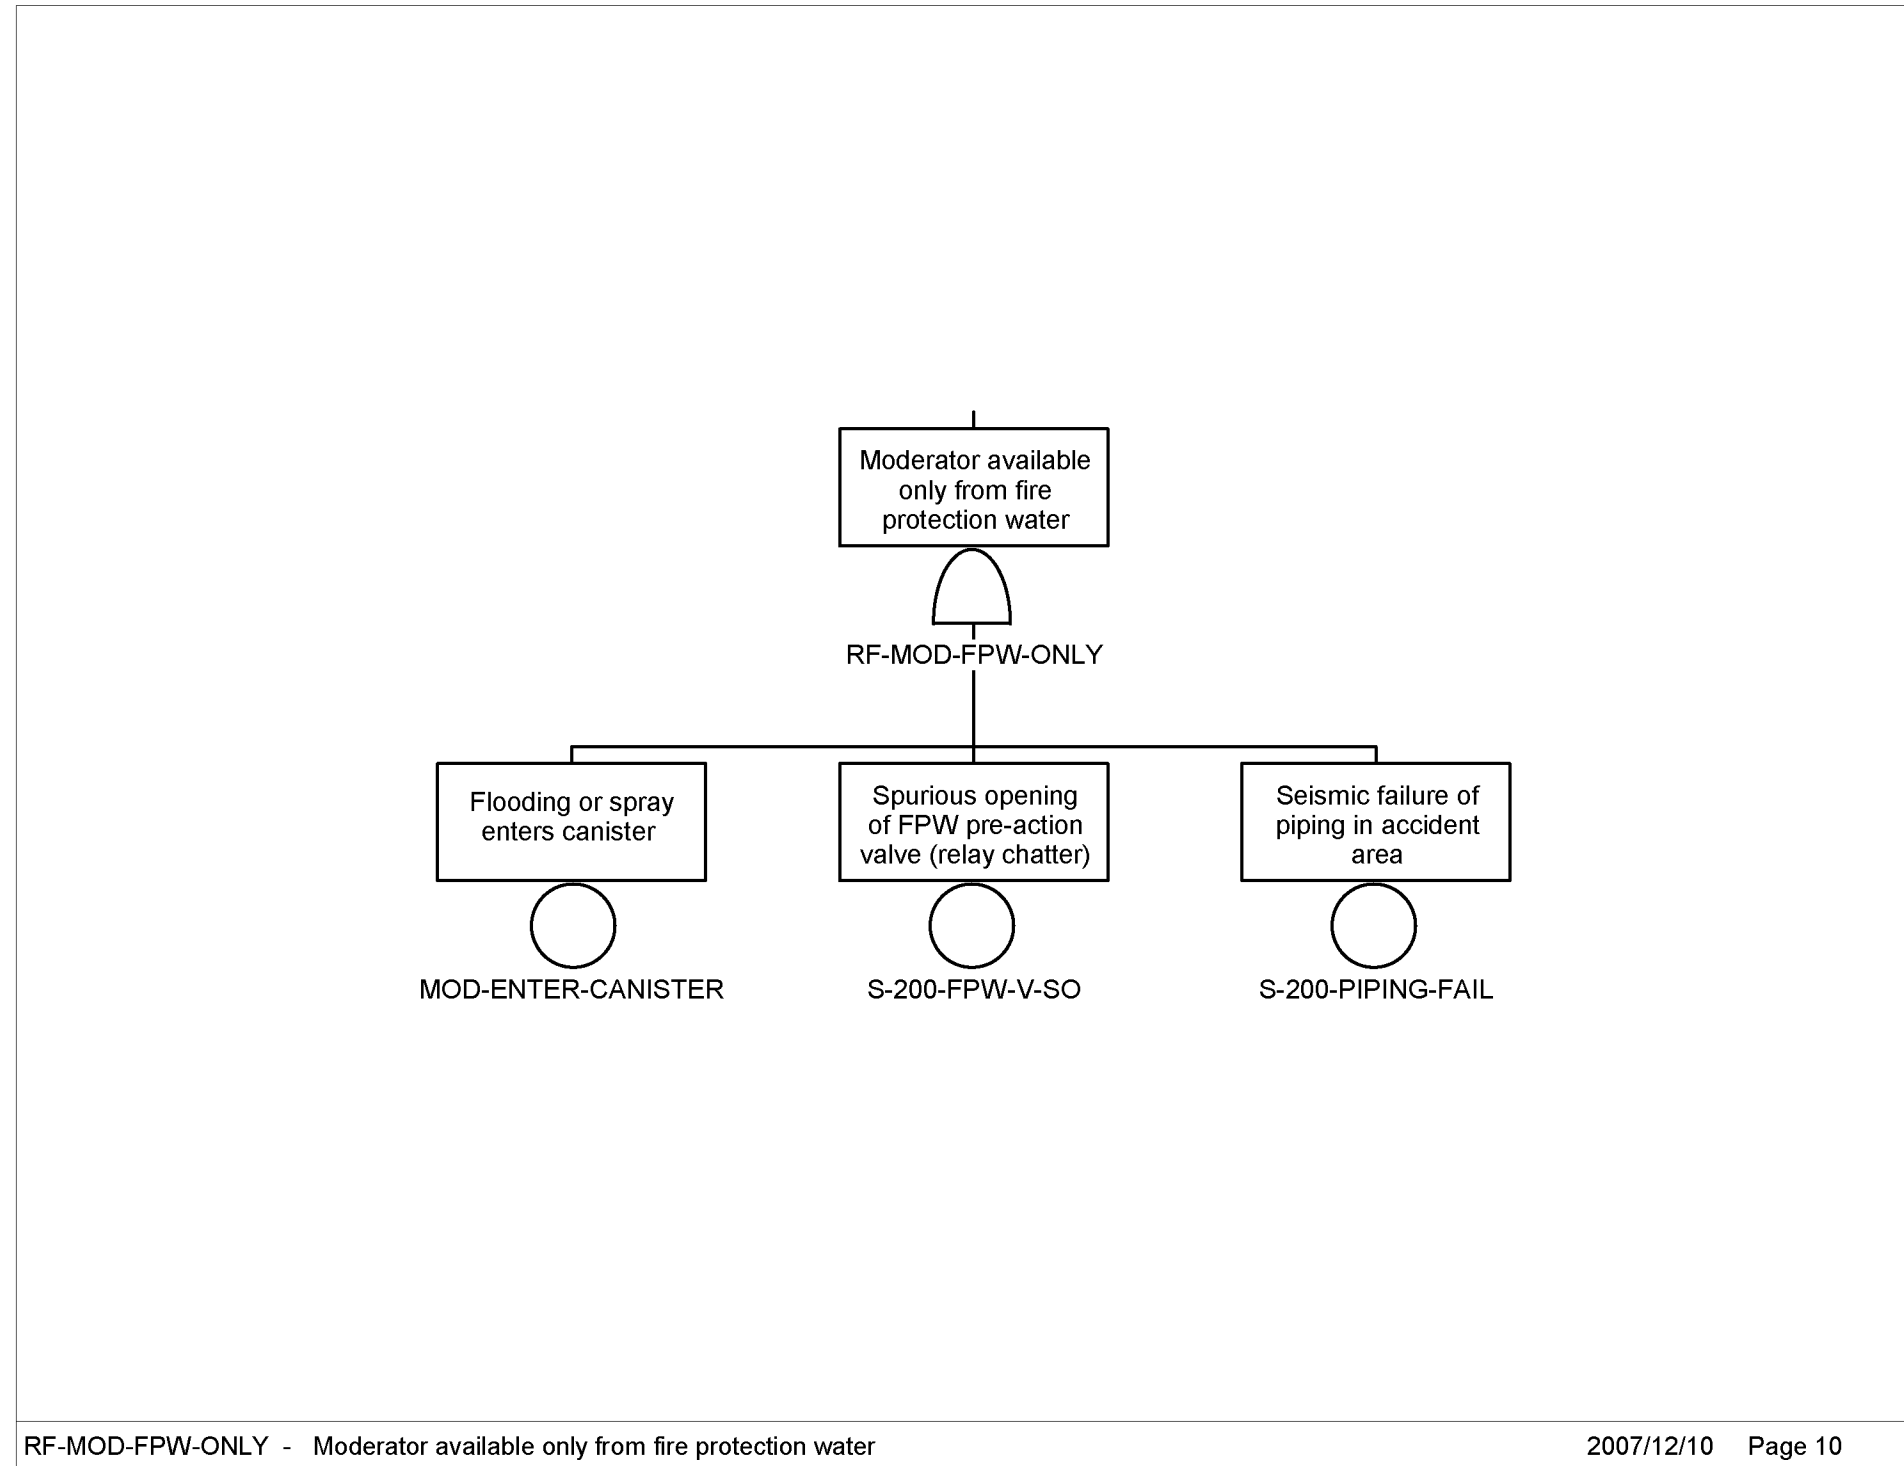 Moderator available
only from fire
protection water
RF-MOD-FPW-ONLY
Flooding or spray
enters canister
MOD-ENTER-CANISTER
Spurious opening
of FPW pre-action
valve (relay chatter)
S-200-FPW-V-SO
Seismic failure of
piping in accident
area
S-200-PIPING-FAIL
RF-MOD-FPW-ONLY - Moderator available only from fire protection water
2007/12/10 Page 10